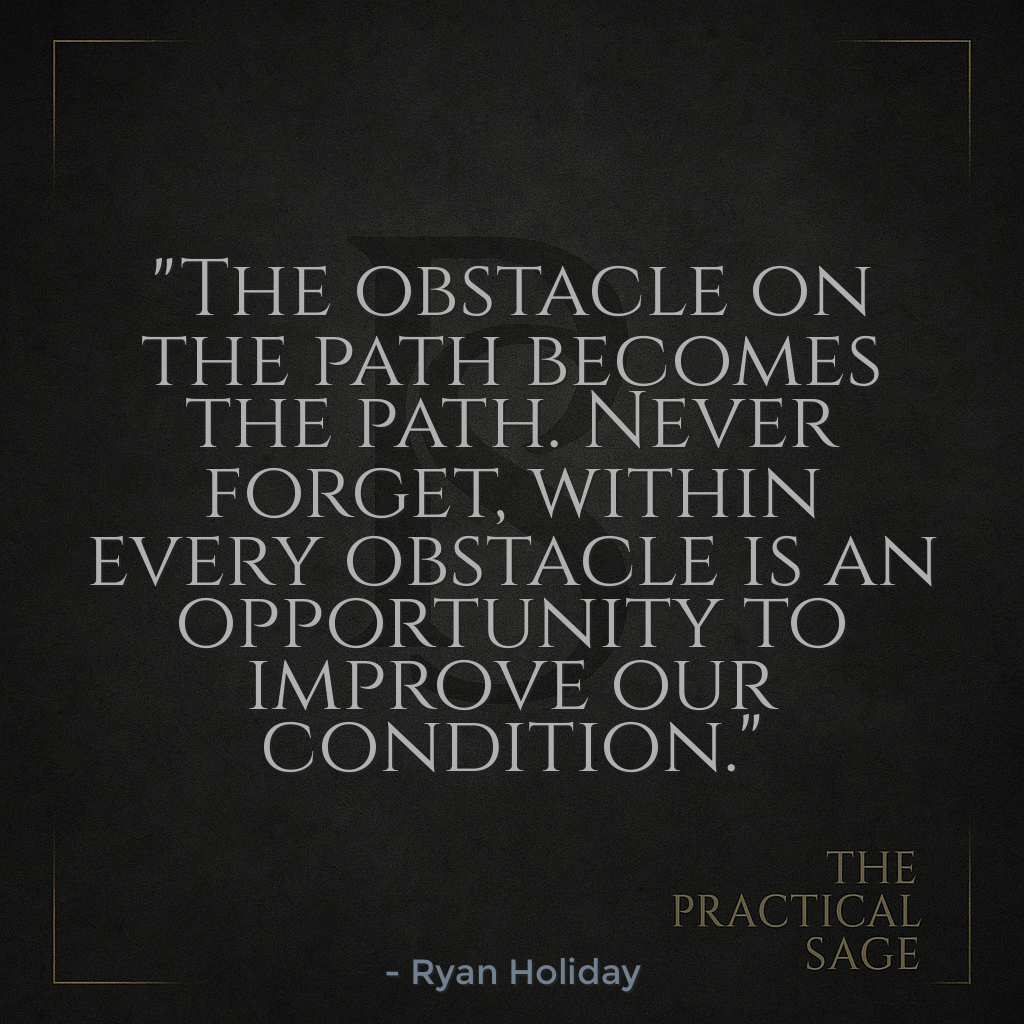 "The obstacle on
the path becomes
the path. Never
forget, within
every obstacle is an
opportunity to
improve our
condition."
THE
PRACTICAL
SAGE
- Ryan Holiday